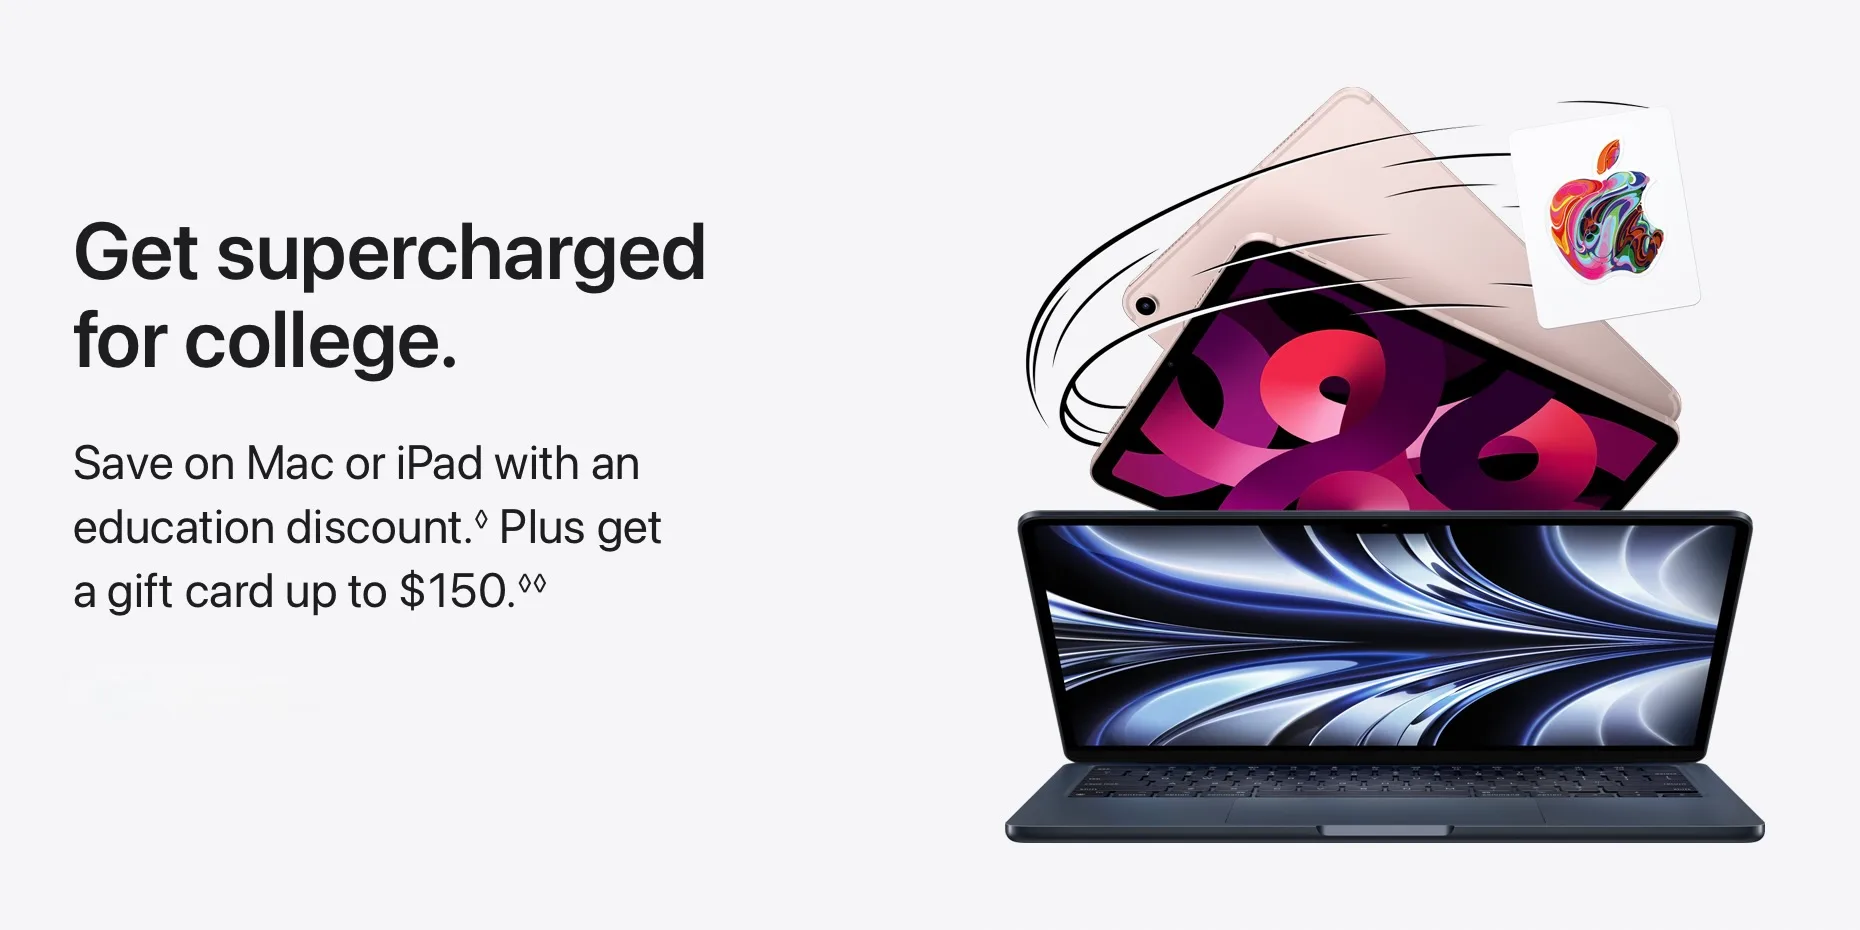 Get supercharged
for college.
Save on Mac or iPad with an
education discount.◊ Plus get
a gift card up to $150.◊◊